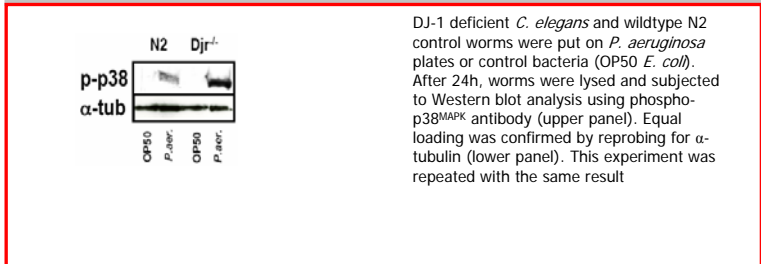 N2 Djr-/-
p-p38
α-tub
OP50 P.aer. OP50 P.aer.
DJ-1 deficient C. elegans and wildtype N2
control worms were put on P. aeruginosa
plates or control bacteria (OP50 E. coli).
After 24h, worms were lysed and subjected
to Western blot analysis using phospho-
p38MAPK antibody (upper panel). Equal
loading was confirmed by reprobing for α-
tubulin (lower panel). This experiment was
repeated with the same result